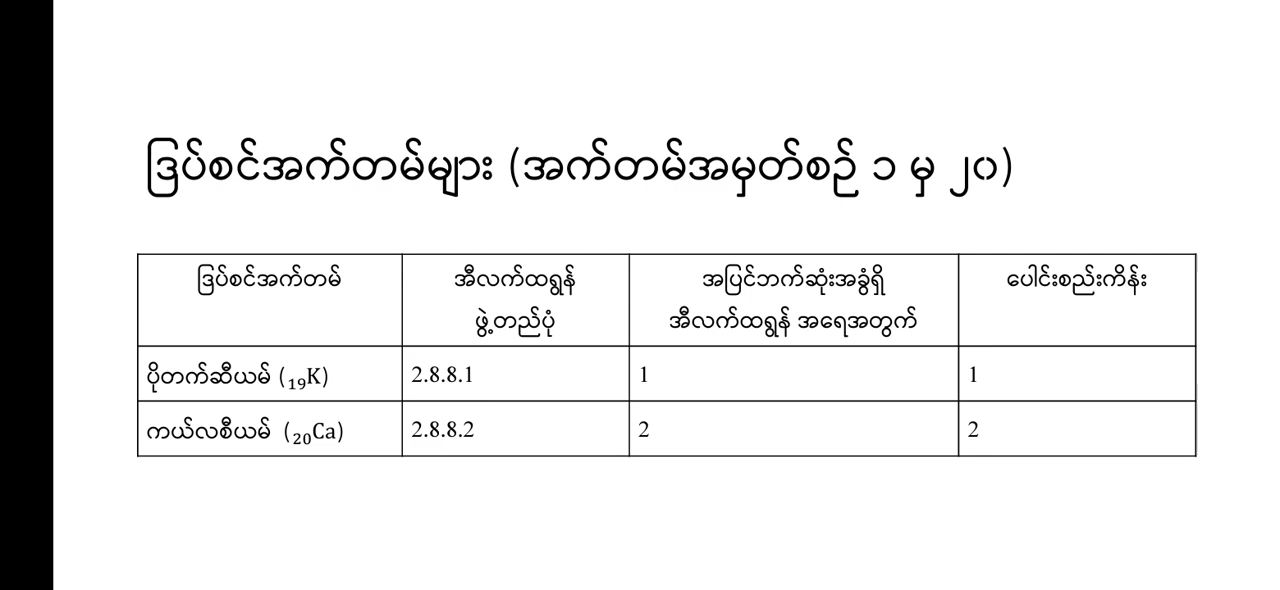 ဒြပ်စင်အက်တမ်များ (အက်တမ်အမှတ်စဉ် ၁ မှ ၂၀)
ဒြပ်စင်အက်တမ် အီလက်ထရွန် အပြင်ဘက်ဆုံးအခွံရှိ ပေါင်းစည်းကိန်း
ဖွဲ့တည်ပုံ အီလက်ထရွန် အရေအတွက်
ပိုတက်ဆီယမ် (₁₉K) 2.8.8.1 1 1
ကယ်လစီယမ် (₂₀Ca) 2.8.8.2 2 2